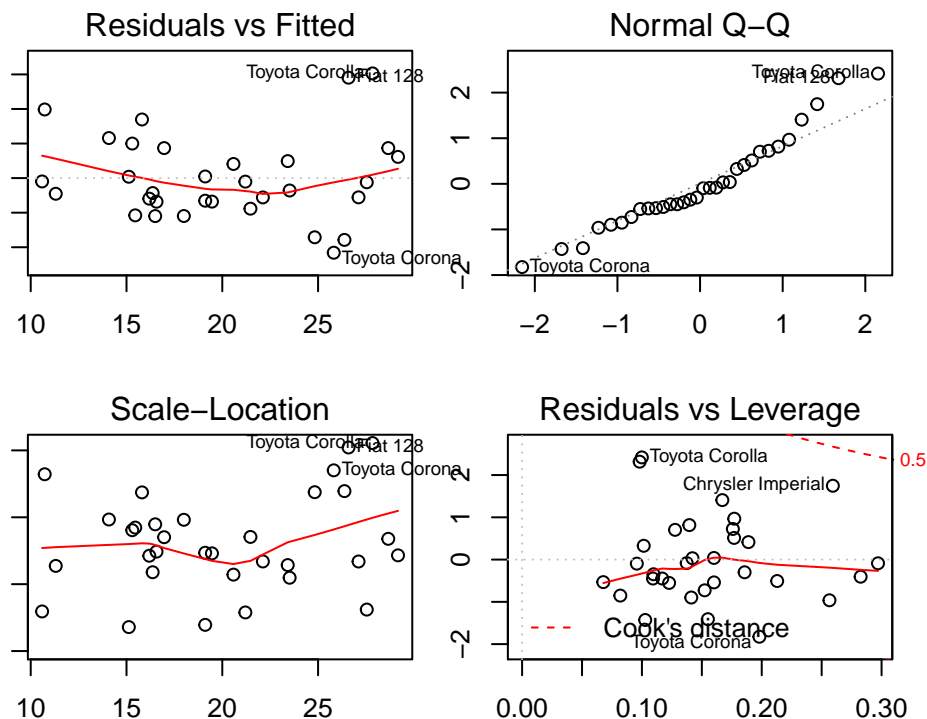 Residuals vs Fitted
Toyota Corolla
Fiat 128
Toyota Corona
10 15 20 25
Normal Q−Q
Toyota Corolla
Fiat 128
Toyota Corona
2
0
−2
−2 −1 0 1 2
Scale−Location
Toyota Corolla
Fiat 128
Toyota Corona
10 15 20 25
Residuals vs Leverage
Toyota Corolla
Chrysler Imperial
0.5
Cook's distance
Toyota Corona
2
1
0
−2
0.00 0.10 0.20 0.30